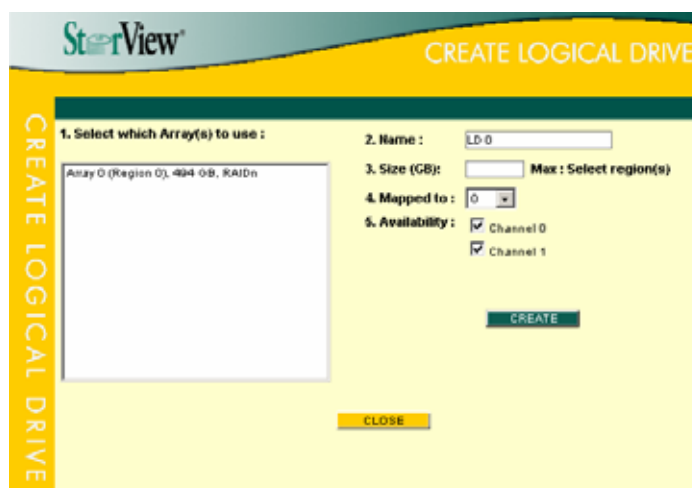 StorView®
CREATE LOGICAL DRIVE
CREATE LOGICAL DRIVE
1. Select which Array(s) to use :
Array 0 (Region 0), 494 GB, RAIDn
2. Name :
LD 0
3. Size (GB):
Max : Select region(s)
4. Mapped to :
0
5. Availability :
Channel 0
Channel 1
CREATE
CLOSE